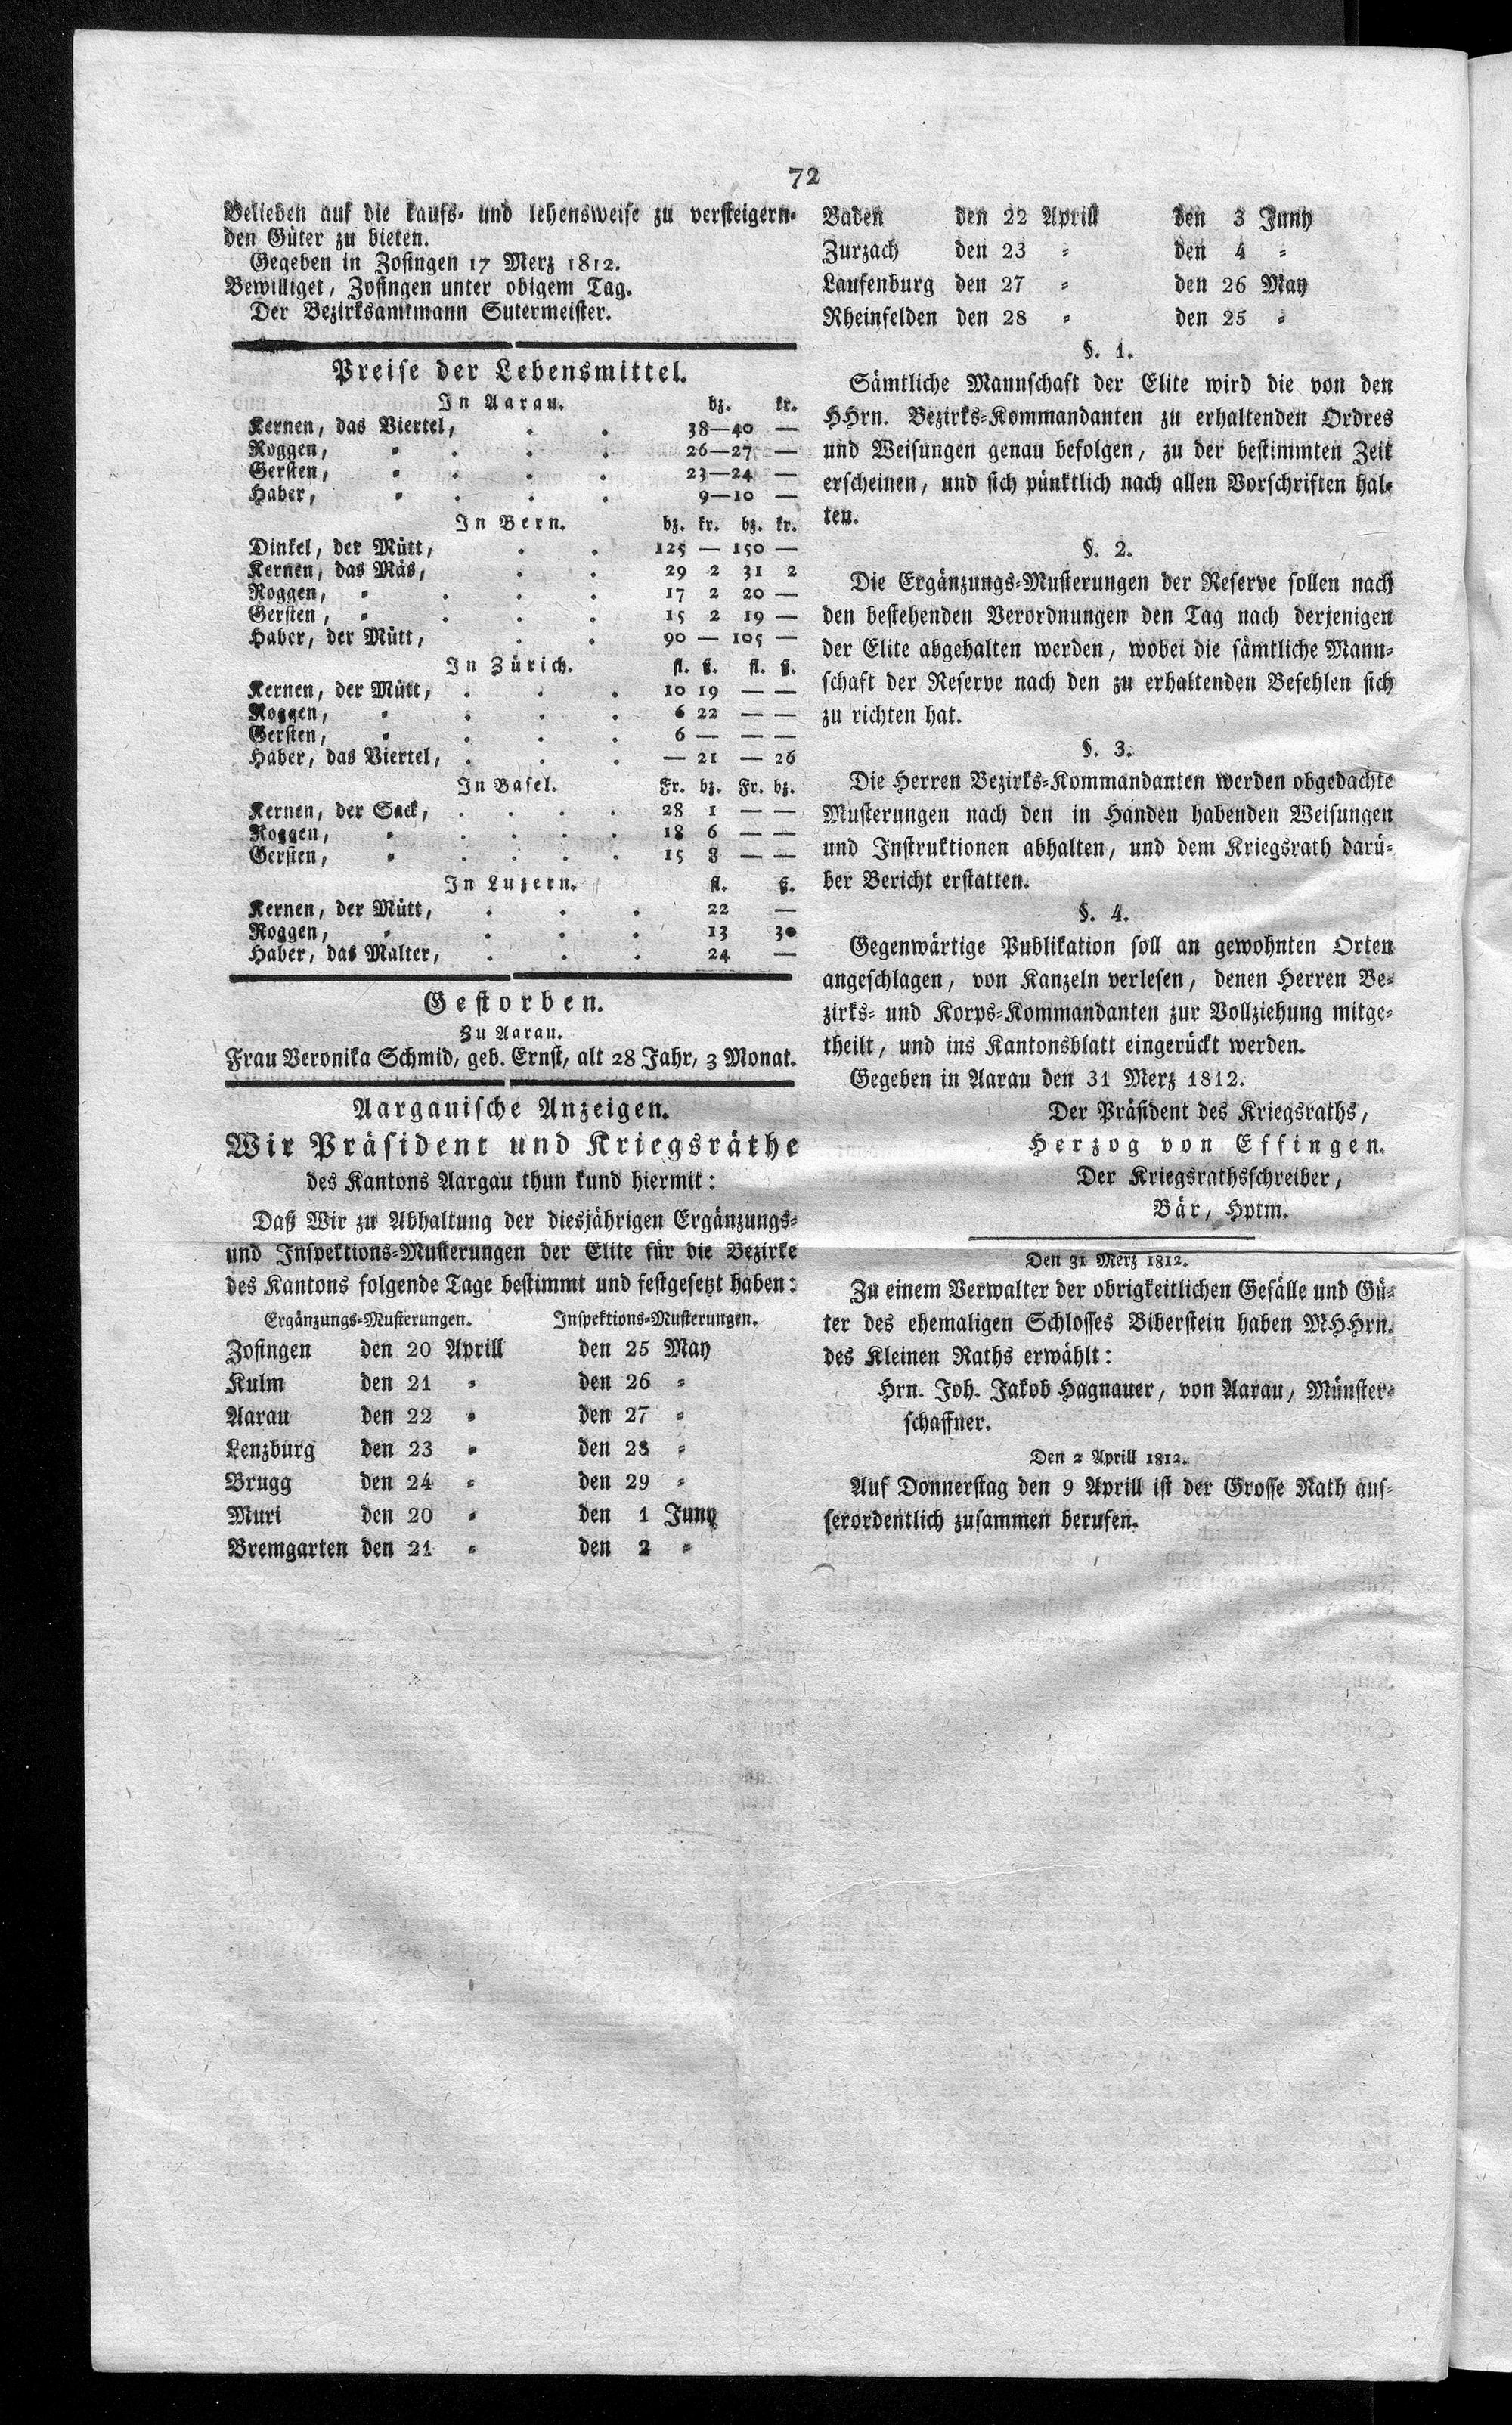 72
Belieben auf die kaufs- und lehensweise zu versteigern-
den Güter zu bieten.
Gegeben in Zofingen 17 Merz 1812.
Bewilliget, Zofingen unter obigem Tag.
Der Bezirksamtmann Sutermeister.
Preise der Lebensmittel.
In Aarau. bz. kr.
Kernen, das Viertel, . . 38—40 —
Roggen, " . . . 26—27 —
Gersten, " . . . 23—24 —
Haber, " . . . 9—10 —
In Bern. bz. kr. bz. kr.
Dinkel, der Mütt, . . 125 — 150 —
Kernen, das Mäs, . . 29 2 31 2
Roggen, " . . . 17 2 20 —
Gersten, " . . . 15 2 19 —
Haber, der Mütt, . . 90 — 105 —
In Zürich. fl. ß. fl. ß.
Kernen, der Mütt, . . . 10 19 — —
Roggen, " . . . 6 22 — —
Gersten, " . . . 6 — — —
Haber, das Viertel, . . . — 21 — 26
In Basel. Fr. bz. Fr. bz.
Kernen, der Sack, . . . . 28 1 — —
Roggen, " . . . . 18 6 — —
Gersten, " . . . . 15 8 — —
In Luzern. fl. ß.
Kernen, der Mütt, . . . 22 —
Roggen, " . . . 13 30
Haber, das Malter, . . . 24 —
Gestorben.
Zu Aarau.
Frau Veronika Schmid, geb. Ernst, alt 28 Jahr, 3 Monat.
Aargauische Anzeigen.
Wir Präsident und Kriegsräthe
des Kantons Aargau thun kund hiermit:
Daß Wir zu Abhaltung der diesjährigen Ergänzungs-
und Inspektions-Musterungen der Elite für die Bezirke
des Kantons folgende Tage bestimmt und festgesetzt haben:
Ergänzungs-Musterungen. Inspektions-Musterungen.
Zofingen den 20 Aprill den 25 May
Kulm den 21 " den 26 "
Aarau den 22 " den 27 "
Lenzburg den 23 " den 28 "
Brugg den 24 " den 29 "
Muri den 20 " den 1 Juny
Bremgarten den 21 " den 2 "
Baden den 22 Aprill den 3 Juny
Zurzach den 23 " den 4 "
Laufenburg den 27 " den 26 May
Rheinfelden den 28 " den 25 "
§. 1.
Sämtliche Mannschaft der Elite wird die von den
HHrn. Bezirks-Kommandanten zu erhaltenden Ordres
und Weisungen genau befolgen, zu der bestimmten Zeit
erscheinen, und sich pünktlich nach allen Vorschriften hal-
ten.
§. 2.
Die Ergänzungs-Musterungen der Reserve sollen nach
den bestehenden Verordnungen den Tag nach derjenigen
der Elite abgehalten werden, wobei die sämtliche Mann-
schaft der Reserve nach den zu erhaltenden Befehlen sich
zu richten hat.
§. 3.
Die Herren Bezirks-Kommandanten werden obgedachte
Musterungen nach den in Handen habenden Weisungen
und Instruktionen abhalten, und dem Kriegsrath darü-
ber Bericht erstatten.
§. 4.
Gegenwärtige Publikation soll an gewohnten Orten
angeschlagen, von Kanzeln verlesen, denen Herren Be-
zirks- und Korps-Kommandanten zur Vollziehung mitge-
theilt, und ins Kantonsblatt eingerückt werden.
Gegeben in Aarau den 31 Merz 1812.
Der Präsident des Kriegsraths,
Herzog von Effingen.
Der Kriegsrathsschreiber,
Bär, Hptm.
Den 31 Merz 1812.
Zu einem Verwalter der obrigkeitlichen Gefälle und Gü-
ter des ehemaligen Schlosses Biberstein haben MHHrn.
des Kleinen Raths erwählt:
Hrn. Joh. Jakob Hagnauer, von Aarau, Münster-
schaffner.
Den 2 Aprill 1812.
Auf Donnerstag den 9 Aprill ist der Grosse Rath aus-
serordentlich zusammen berufen.